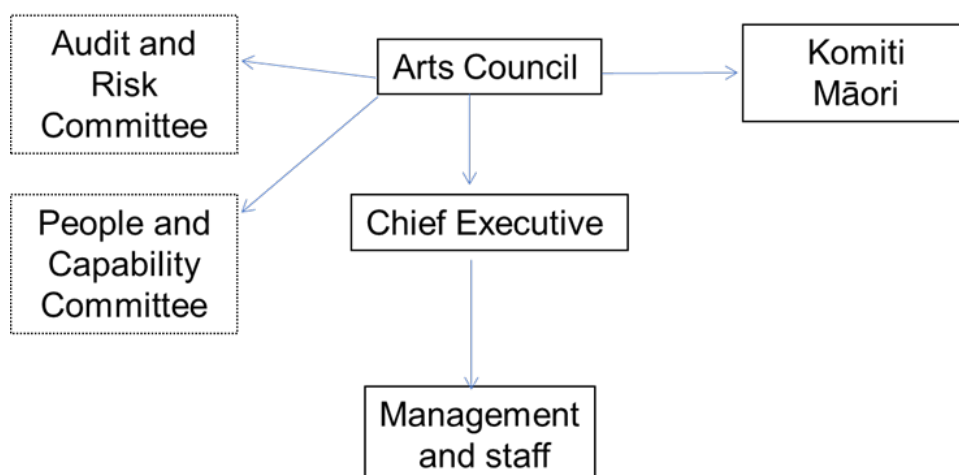 Audit and
Risk
Committee
Arts Council
Komiti
Māori
People and
Capability
Committee
Chief Executive
Management
and staff